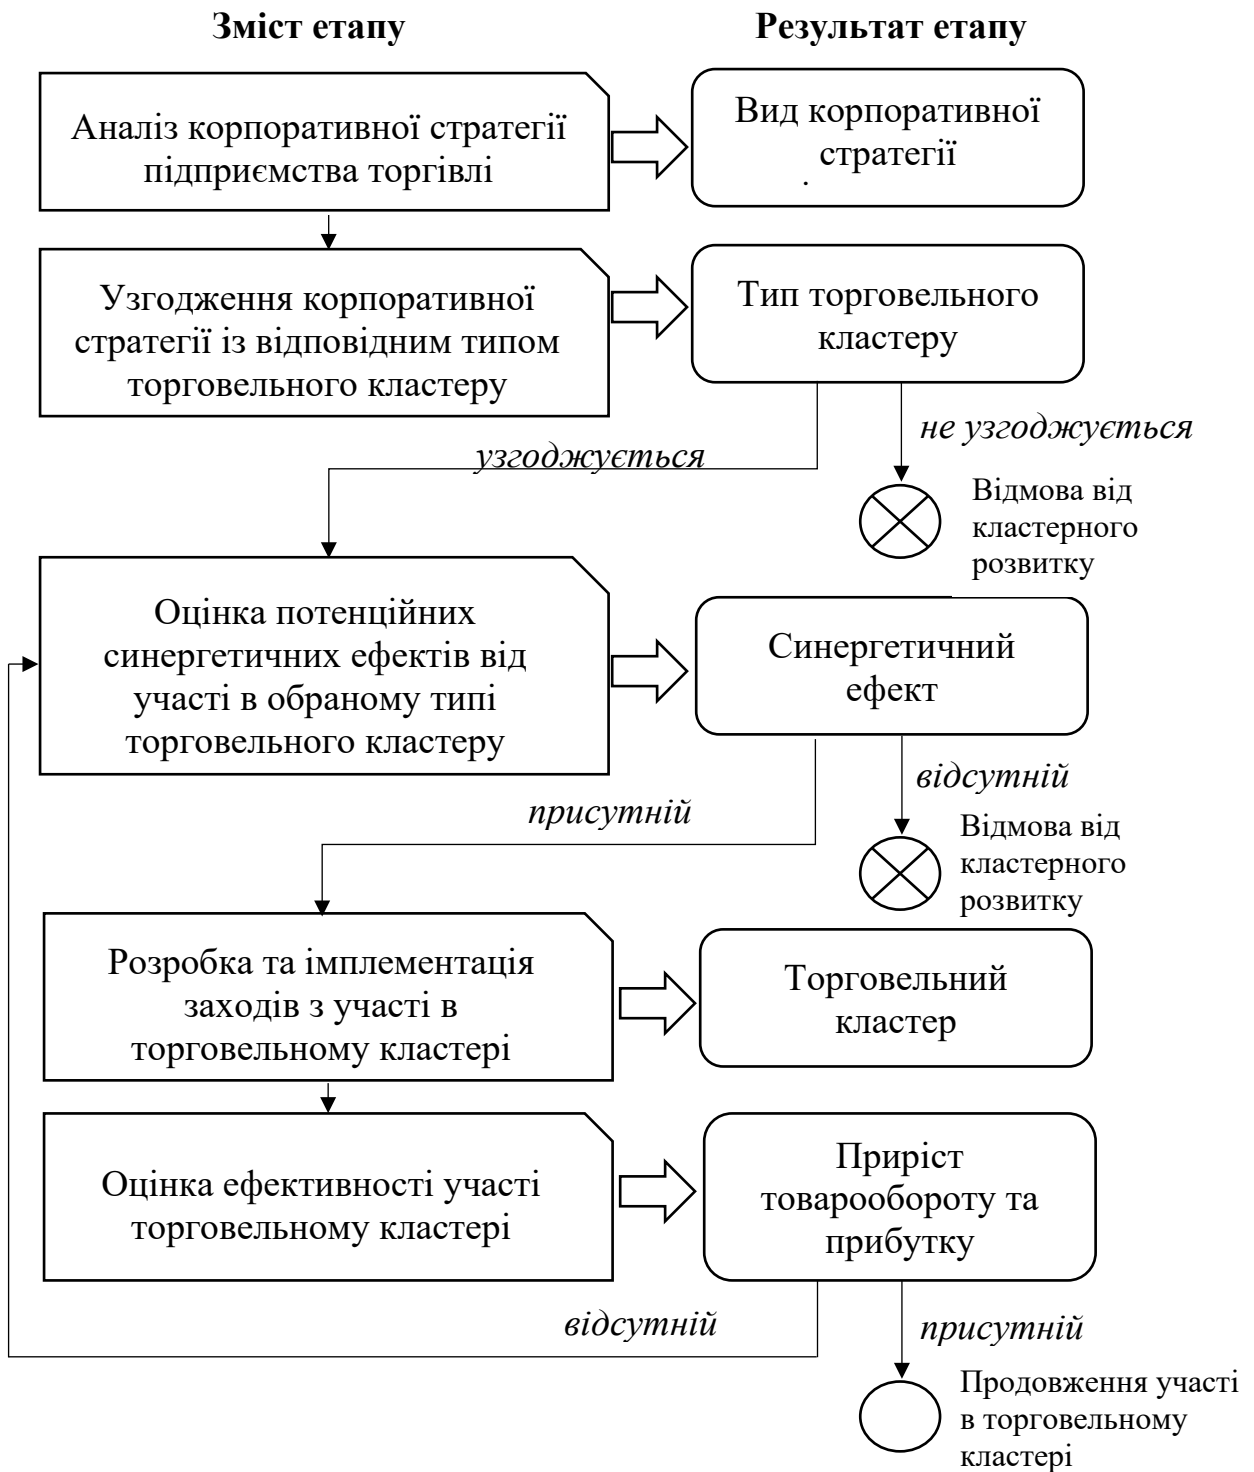 Зміст етапу
Результат етапу
Аналіз корпоративної стратегії
підприємства торгівлі
Вид корпоративної
стратегії
.
Узгодження корпоративної
стратегії із відповідним типом
торговельного кластеру
Тип торговельного
кластеру
не узгоджується
узгоджується
Відмова від
кластерного
розвитку
Оцінка потенційних
синергетичних ефектів від
участі в обраному типі
торговельного кластеру
Синергетичний
ефект
відсутній
присутній
Відмова від
кластерного
розвитку
Розробка та імплементація
заходів з участі в
торговельному кластері
Торговельний
кластер
Оцінка ефективності участі
торговельному кластері
Приріст
товарообороту та
прибутку
відсутній
присутній
Продовження участі
в торговельному
кластері